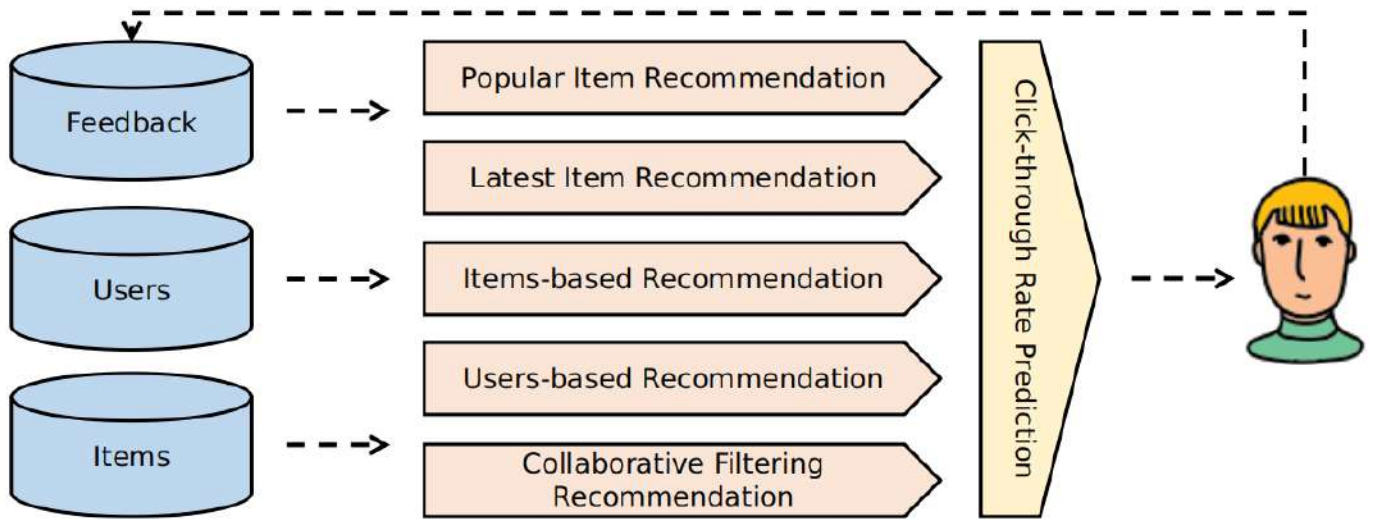 Feedback
Users
Items
Popular Item Recommendation
Latest Item Recommendation
Items-based Recommendation
Users-based Recommendation
Collaborative Filtering
Recommendation
Click-through Rate Prediction